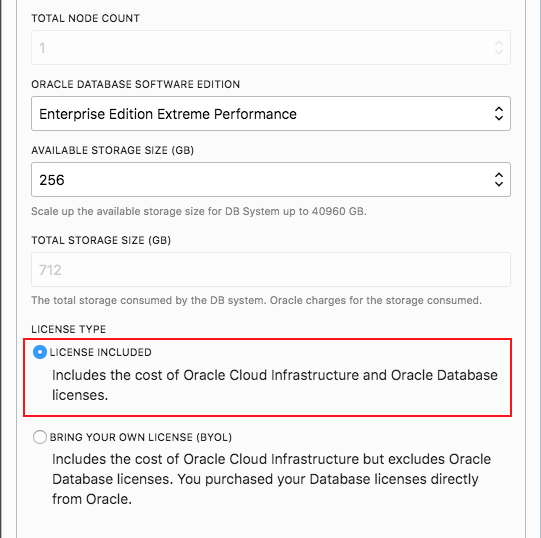 TOTAL NODE COUNT
1
ORACLE DATABASE SOFTWARE EDITION
Enterprise Edition Extreme Performance
AVAILABLE STORAGE SIZE (GB)
256
Scale up the available storage size for DB System up to 40960 GB.
TOTAL STORAGE SIZE (GB)
712
The total storage consumed by the DB system. Oracle charges for the storage consumed.
LICENSE TYPE
LICENSE INCLUDED
Includes the cost of Oracle Cloud Infrastructure and Oracle Database
licenses.
BRING YOUR OWN LICENSE (BYOL)
Includes the cost of Oracle Cloud Infrastructure but excludes Oracle
Database licenses. You purchased your Database licenses directly
from Oracle.